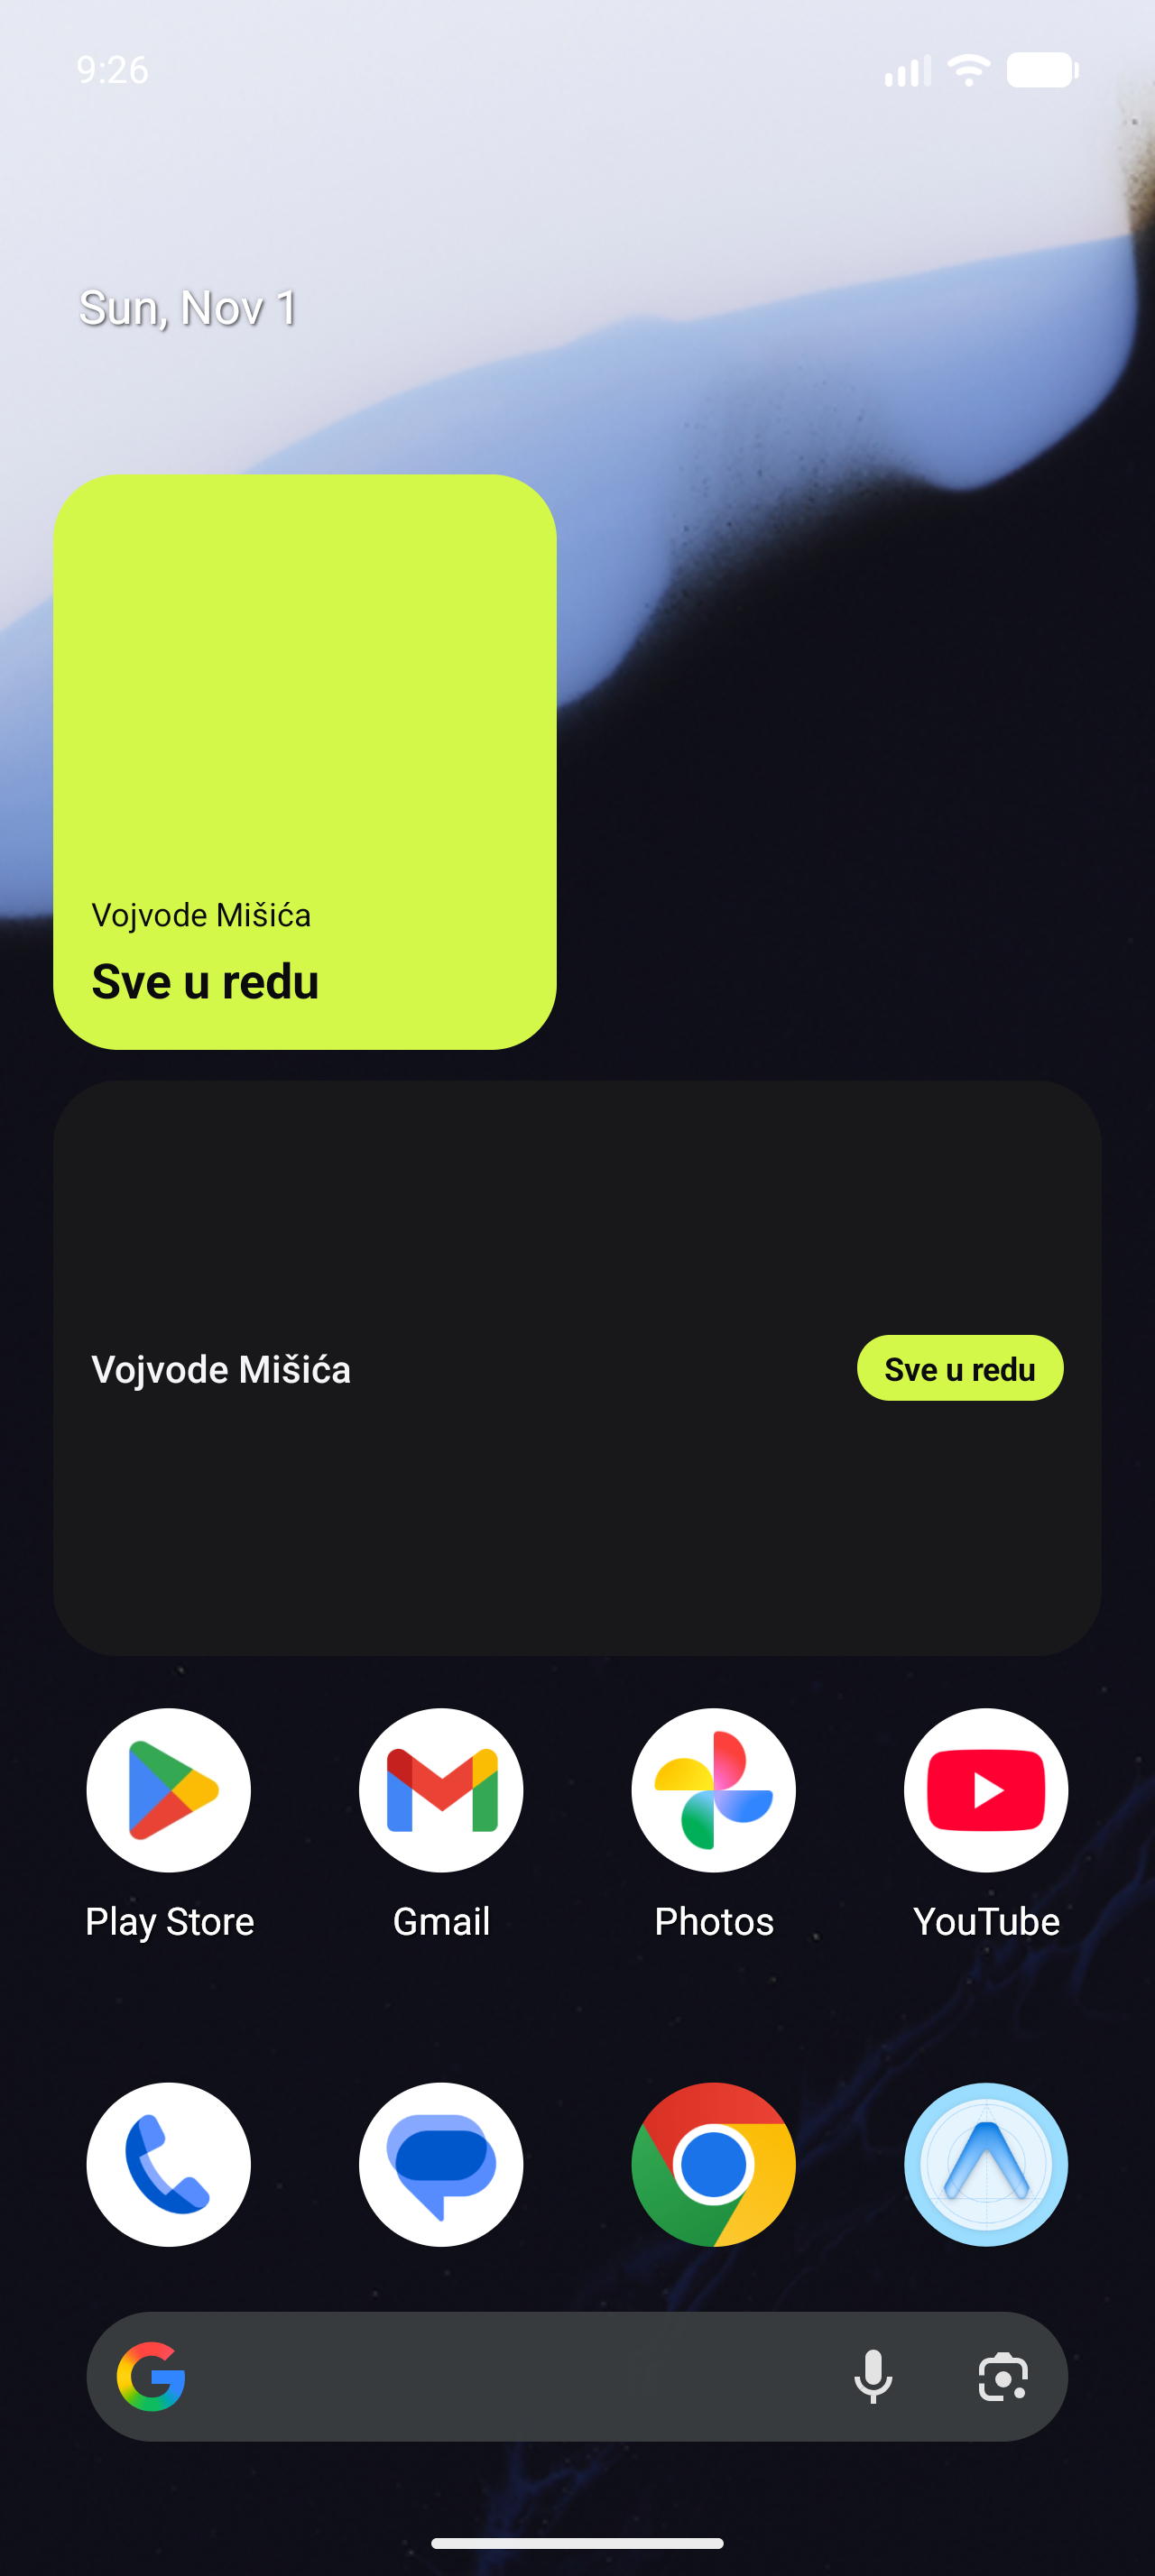 9:26
Sun, Nov 1
Vojvode Mišića
Sve u redu
Vojvode Mišića
Sve u redu
Play Store
Gmail
Photos
YouTube